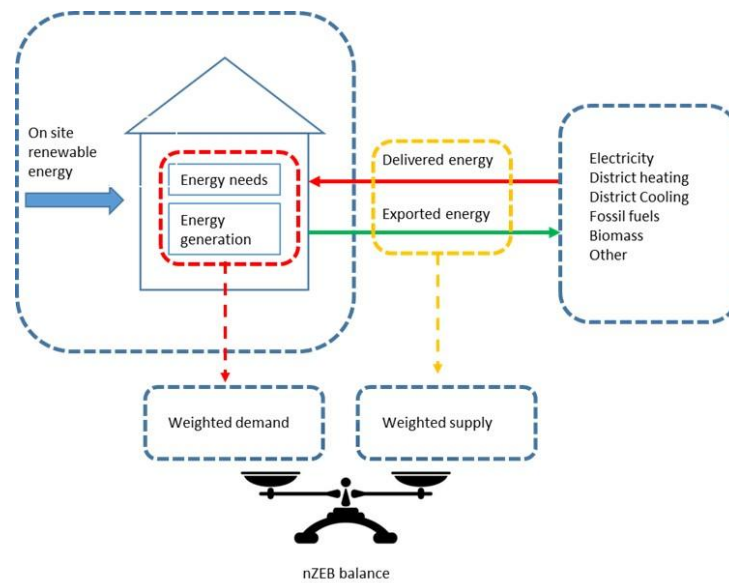 On site
renewable
energy
Energy needs
Energy
generation
Delivered energy
Exported energy
Electricity
District heating
District Cooling
Fossil fuels
Biomass
Other
Weighted demand
Weighted supply
nZEB balance